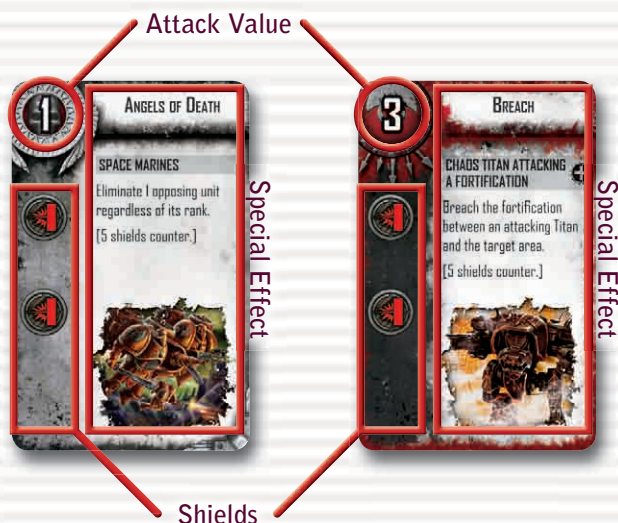 Attack Value
1
ANGELS OF DEATH
SPACE MARINES
Eliminate 1 opposing unit
regardless of its rank.
[5 shields counter.]
Special Effect
3
BREACH
CHAOS TITAN ATTACKING
A FORTIFICATION
Breach the fortification
between an attacking Titan
and the target area.
[5 shields counter.]
Special Effect
Shields